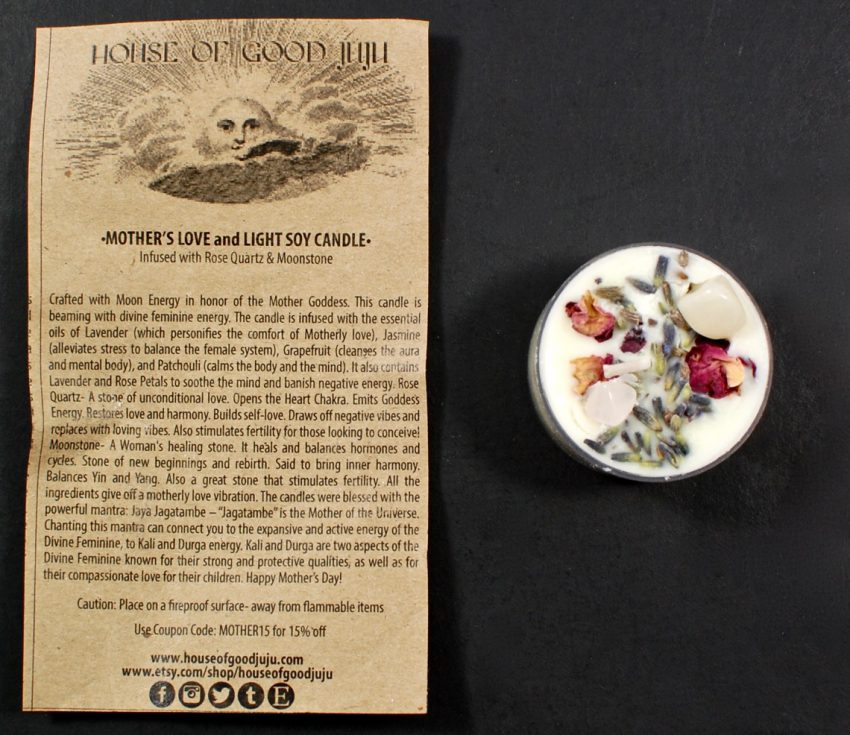 HOUSE OF GOOD JUJU
•MOTHER'S LOVE and LIGHT SOY CANDLE•
Infused with Rose Quartz & Moonstone
Crafted with Moon Energy in honor of the Mother Goddess. This candle is
beaming with divine feminine energy. The candle is infused with the essential
oils of Lavender (which personifies the comfort of Motherly love), Jasmine
(alleviates stress to balance the female system), Grapefruit (cleanges the aura
and mental body), and Patchouli (calms the body and the mind). It also contains
Lavender and Rose Petals to soothe the mind and banish negative energy. Rose
Quartz- A stone of unconditional love. Opens the Heart Chakra. Emits Goddess
Energy. Restores love and harmony. Builds self-love. Draws off negative vibes and
replaces with loving vibes. Also stimulates fertility for those looking to conceive!
Moonstone- A Woman's healing stone. It heals and balances hormones and
cycles. Stone of new beginnings and rebirth. Said to bring inner harmony.
Balances Yin and Yang. Also a great stone that stimulates fertility. All the
ingredients give off a motherly love vibration. The candles were blessed with the
powerful mantra: Jaya Jagatambe – "Jagatambe" is the Mother of the Universe.
Chanting this mantra can connect you to the expansive and active energy of the
Divine Feminine, to Kali and Durga energy. Kali and Durga are two aspects of the
Divine Feminine known for their strong and protective qualities, as well as for
their compassionate love for their children. Happy Mother's Day!
Caution: Place on a fireproof surface- away from flammable items
Use Coupon Code: MOTHER15 for 15% off
www.houseofgoodjuju.com
www.etsy.com/shop/houseofgoodjuju
f t E